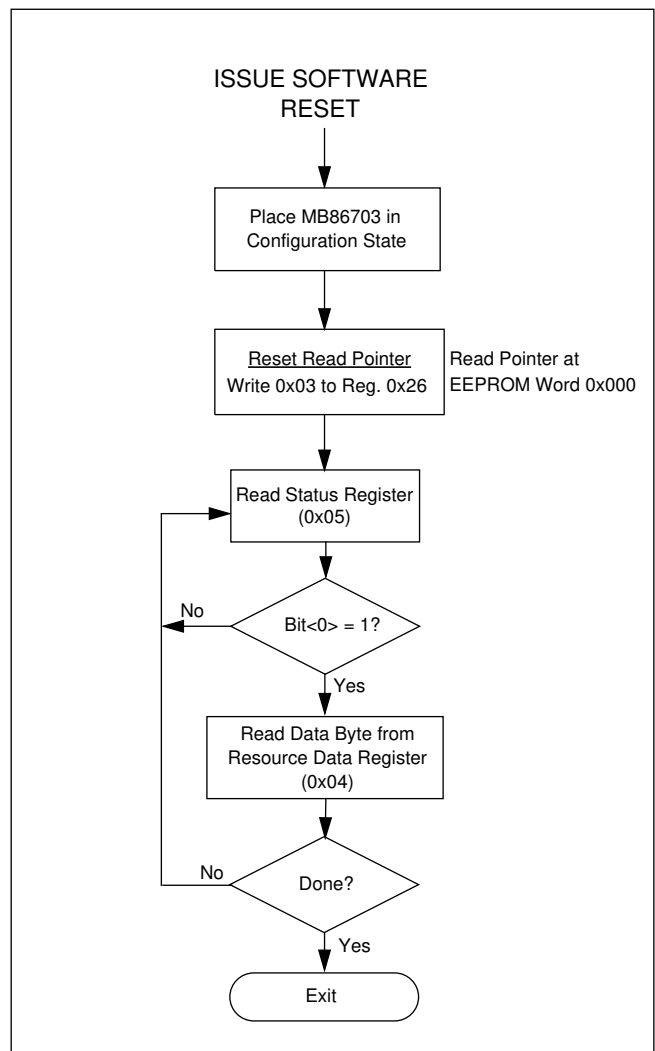 ISSUE SOFTWARE
RESET
Place MB86703 in
Configuration State
Reset Read Pointer
Write 0x03 to Reg. 0x26
Read Pointer at
EEPROM Word 0x000
Read Status Register
(0x05)
No
Bit<0> = 1?
Yes
Read Data Byte from
Resource Data Register
(0x04)
No
Done?
Yes
Exit